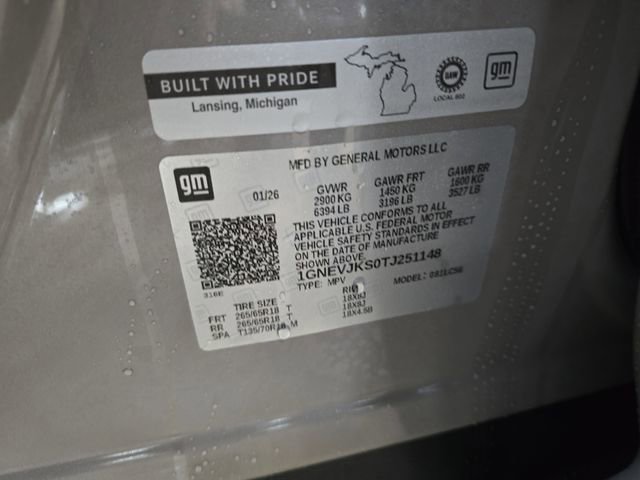 BUILT WITH PRIDE
Lansing, Michigan
UAW
LOCAL 602
gm
gm
MFD BY GENERAL MOTORS LLC
01/26
GVWR GAWR FRT GAWR RR
2900 KG 1450 KG 1600 KG
6394 LB 3196 LB 3527 LB
THIS VEHICLE CONFORMS TO ALL
APPLICABLE U.S. FEDERAL MOTOR
VEHICLE SAFETY STANDARDS IN EFFECT
ON THE DATE OF MANUFACTURE
SHOWN ABOVE.
1GNEVJKS0TJ251148
TYPE: MPV MODEL:
316E
TIRE SIZE
FRT 265/65R18 T 18X8J
RR 265/65R18 T 18X8J
SPA T135/70R18 M 18X4.5B